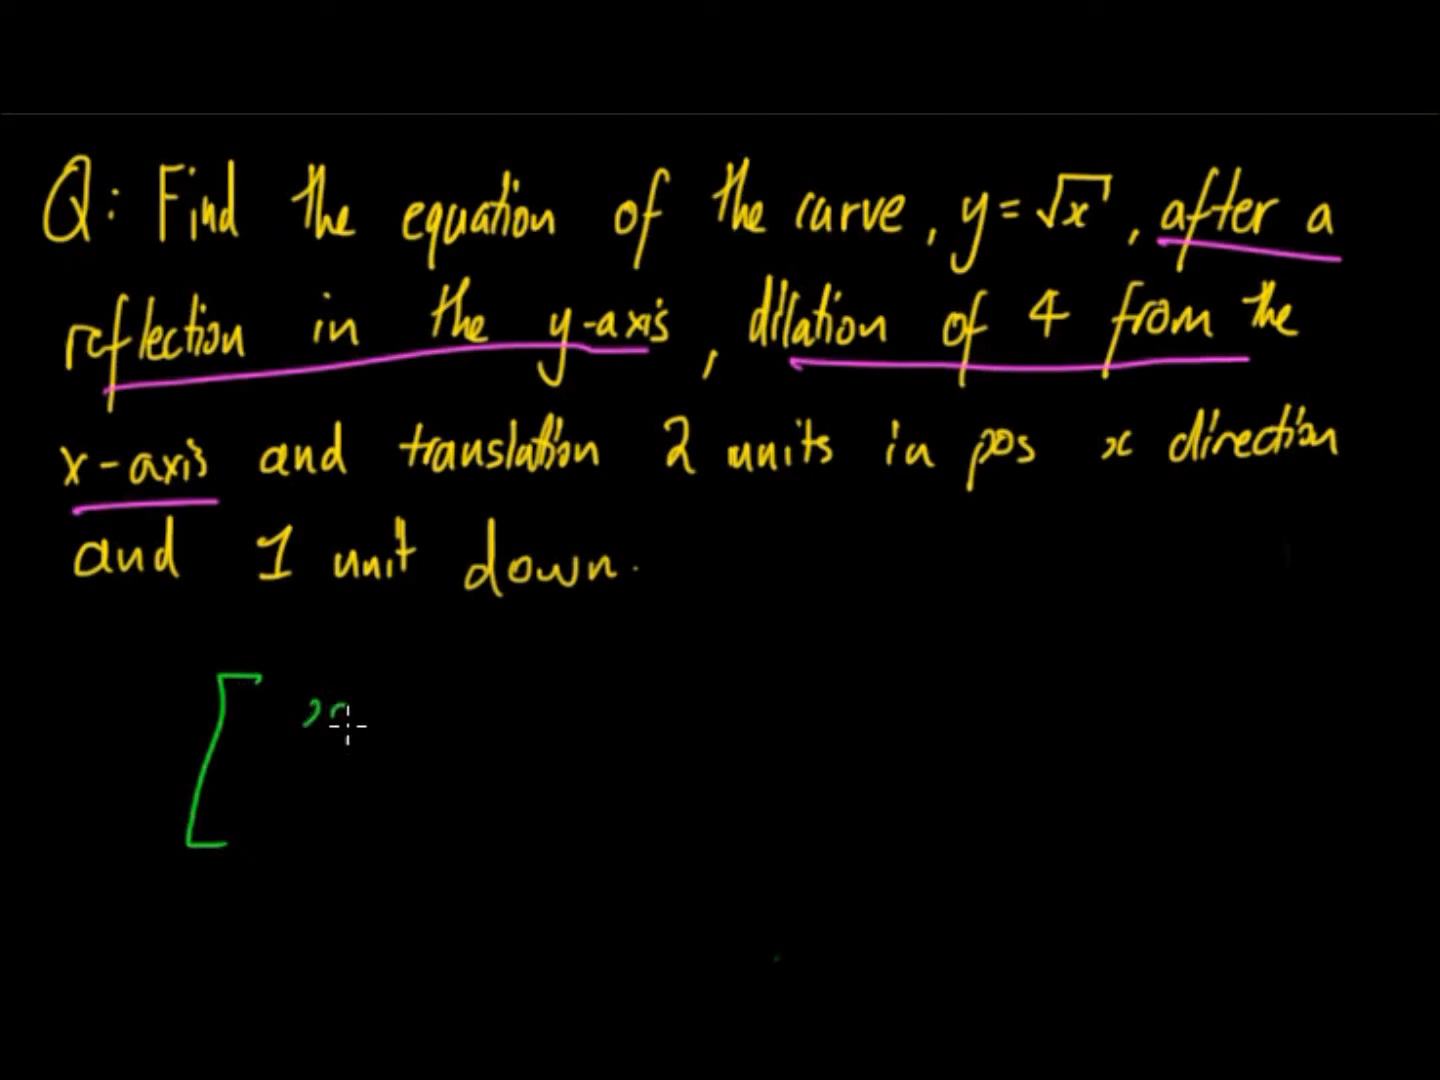 Q: Find the equation of the curve, y = √x, after a
reflection in the y-axis, dilation of 4 from the
x-axis and translation 2 units in pos x direction
and 1 unit down.
[